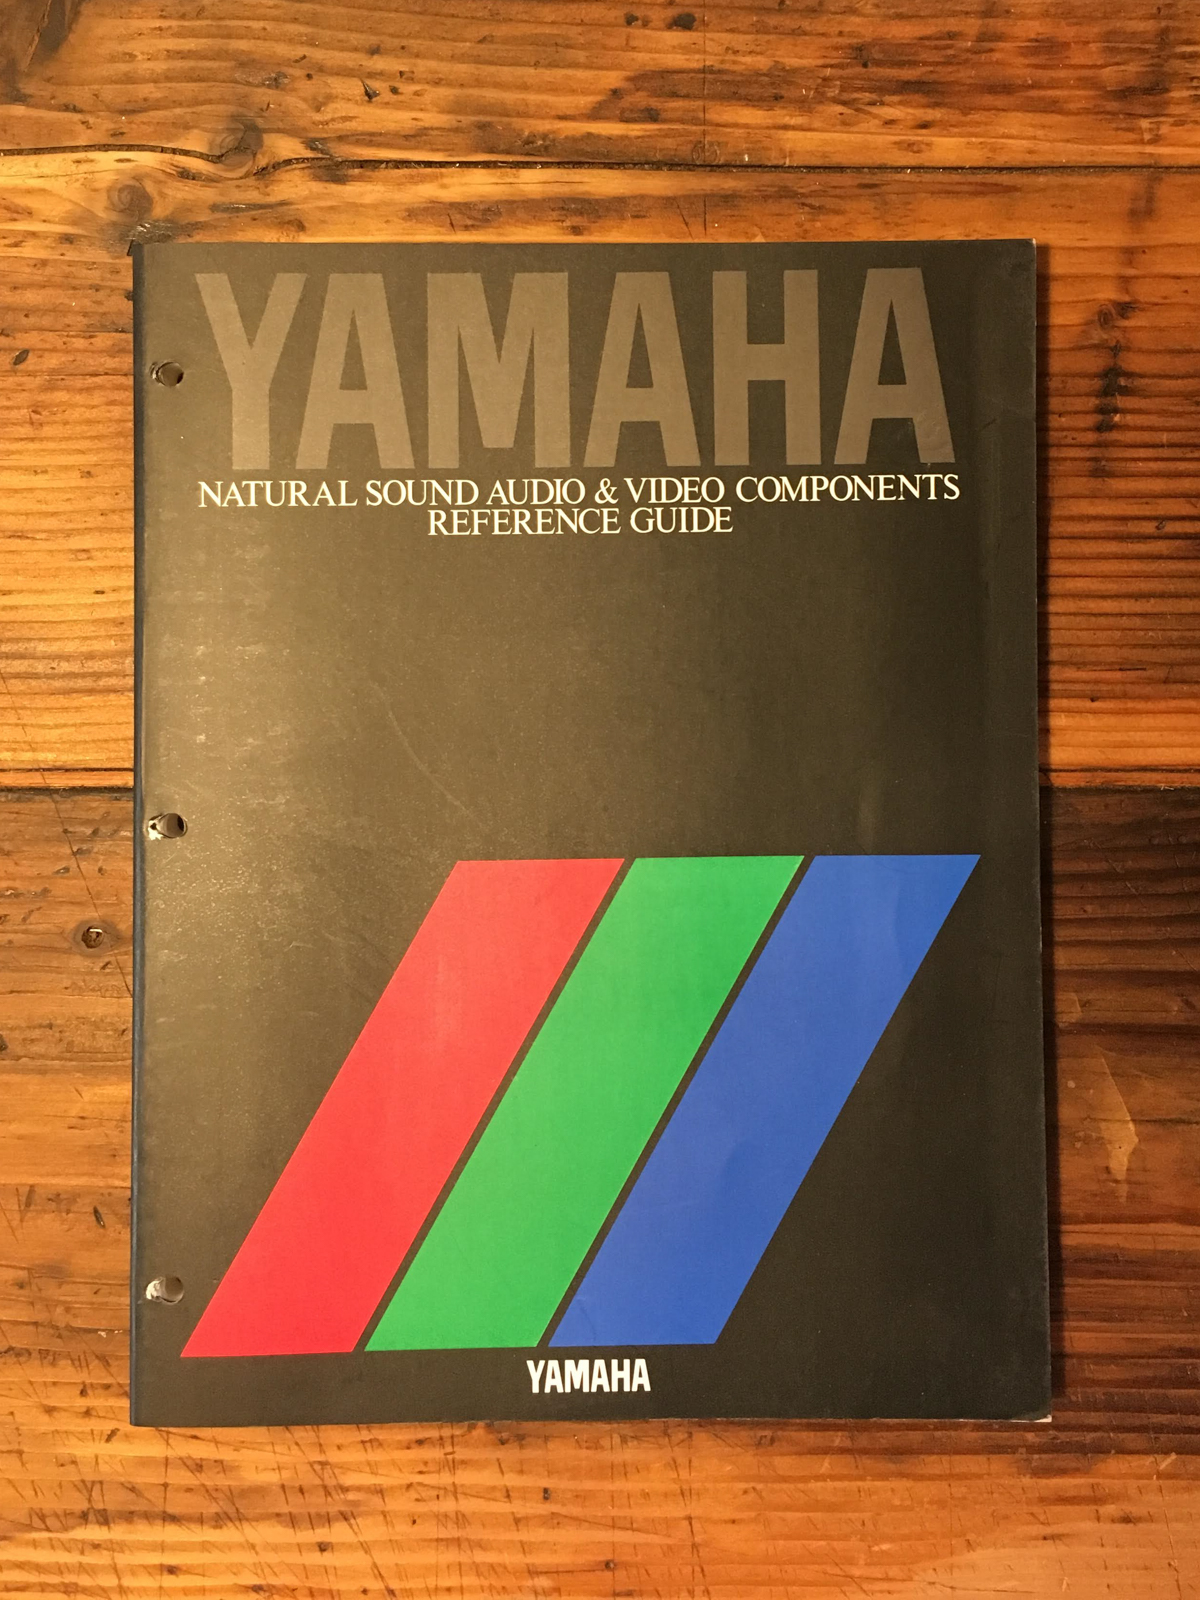 YAMAHA
NATURAL SOUND AUDIO & VIDEO COMPONENTS
REFERENCE GUIDE
YAMAHA